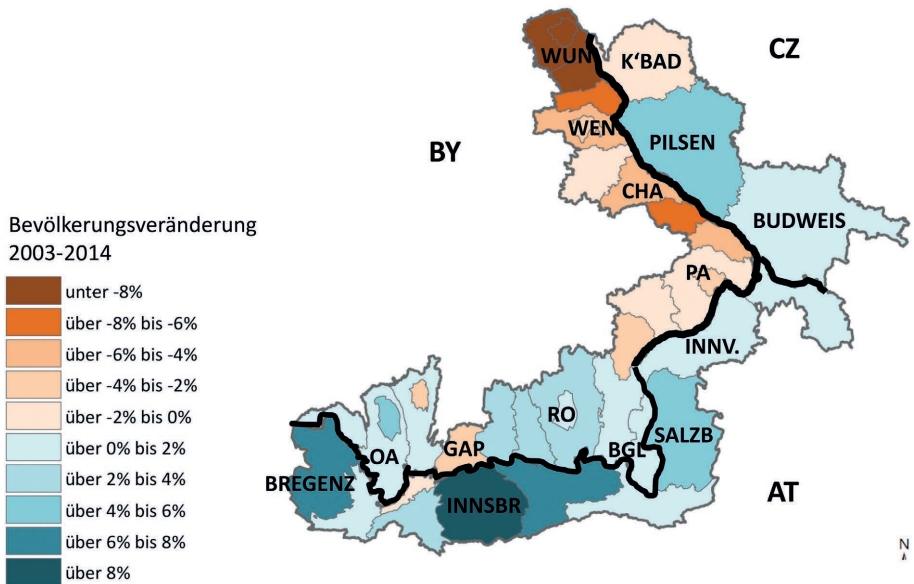 CZ
WUN
K‘BAD
WEN
PILSEN
BY
CHA
BUDWEIS
Bevölkerungsveränderung
2003-2014
PA
unter -8%
über -8% bis -6%
über -6% bis -4%
über -4% bis -2%
über -2% bis 0%
über 0% bis 2%
über 2% bis 4%
über 4% bis 6%
über 6% bis 8%
über 8%
INNV.
RO
SALZB
OA
GAP
BGL
BREGENZ
INNSBR
AT
N